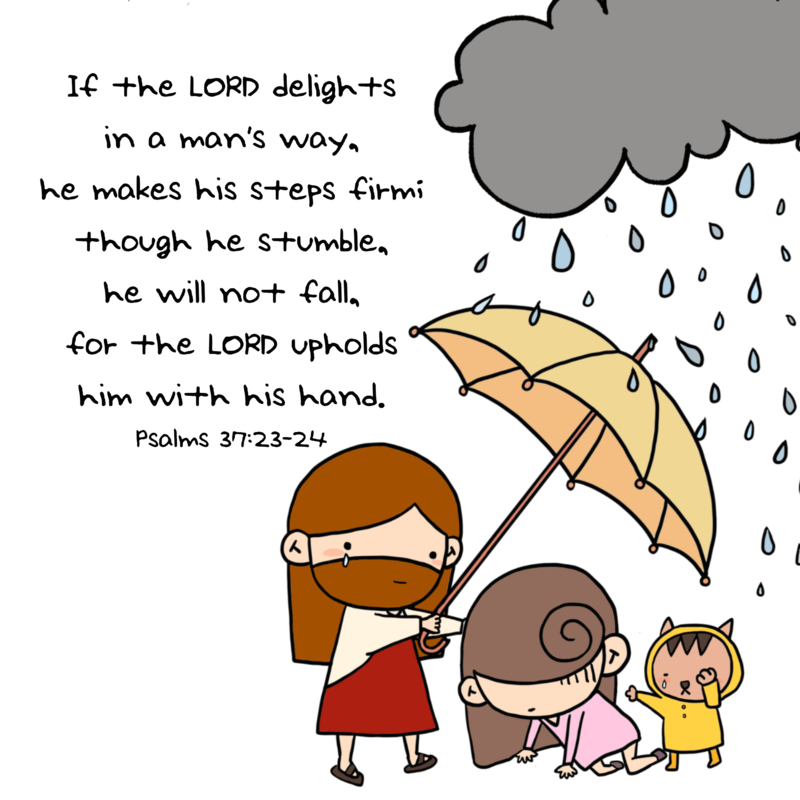 If the LORD delights
in a man's way,
he makes his steps firmi
though he stumble,
he will not fall,
for the LORD upholds
him with his hand.
Psalms 37:23-24